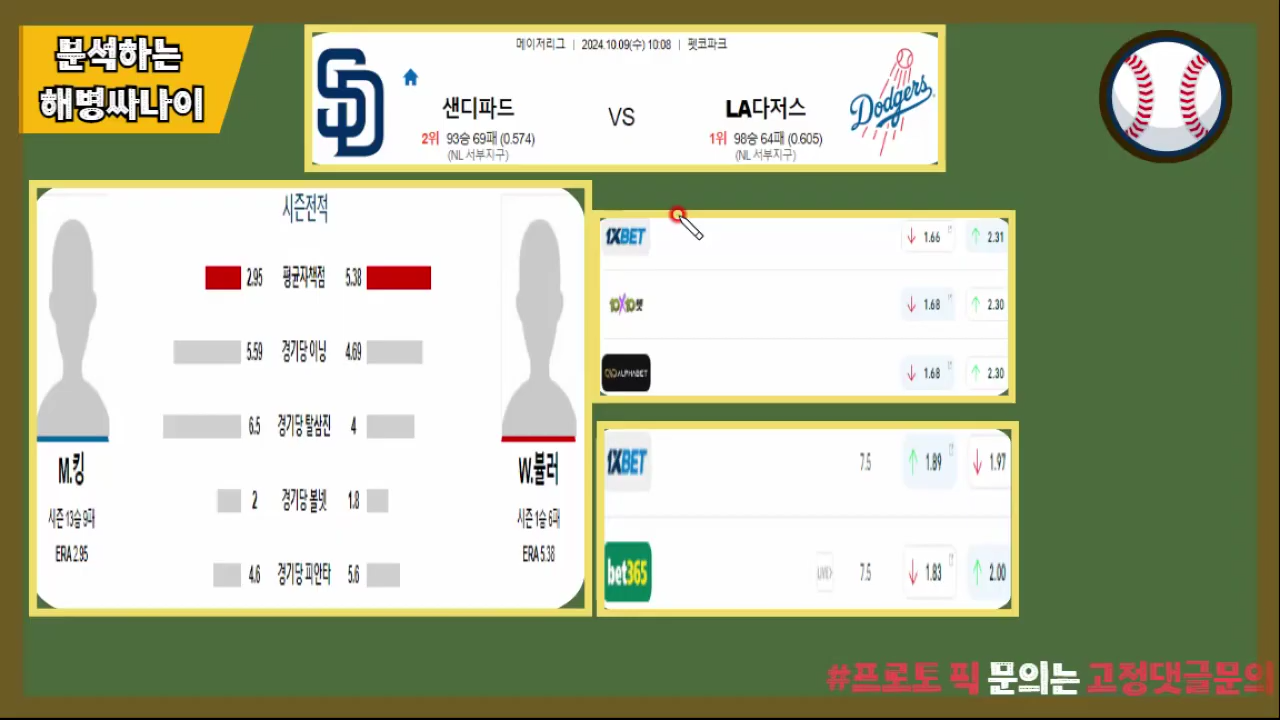 분석하는
해병싸나이
메이저리그 | 2024.10.09(수) 10:08 | 펫코파크
SD
샌디파드
VS
LA다저스
Dodgers
2위 93승 69패 (0.574)
(NL 서부지구)
1위 98승 64패 (0.605)
(NL 서부지구)
시즌전적
2.95 평균자책점 5.38
5.59 경기당 이닝 4.69
6.5 경기당 탈삼진 4
2 경기당 볼넷 1.8
4.6 경기당 피안타 5.6
M.킹
시즌 13승 9패
ERA 2.95
W.뷸러
시즌 1승 6패
ERA 5.38
1XBET 1.66 2.31
10X10벳 1.68 2.30
ALPHABET 1.68 2.30
1XBET 7.5 1.89 1.97
bet365 LIVE 7.5 1.83 2.00
#프로토 픽 문의는 고정댓글문의